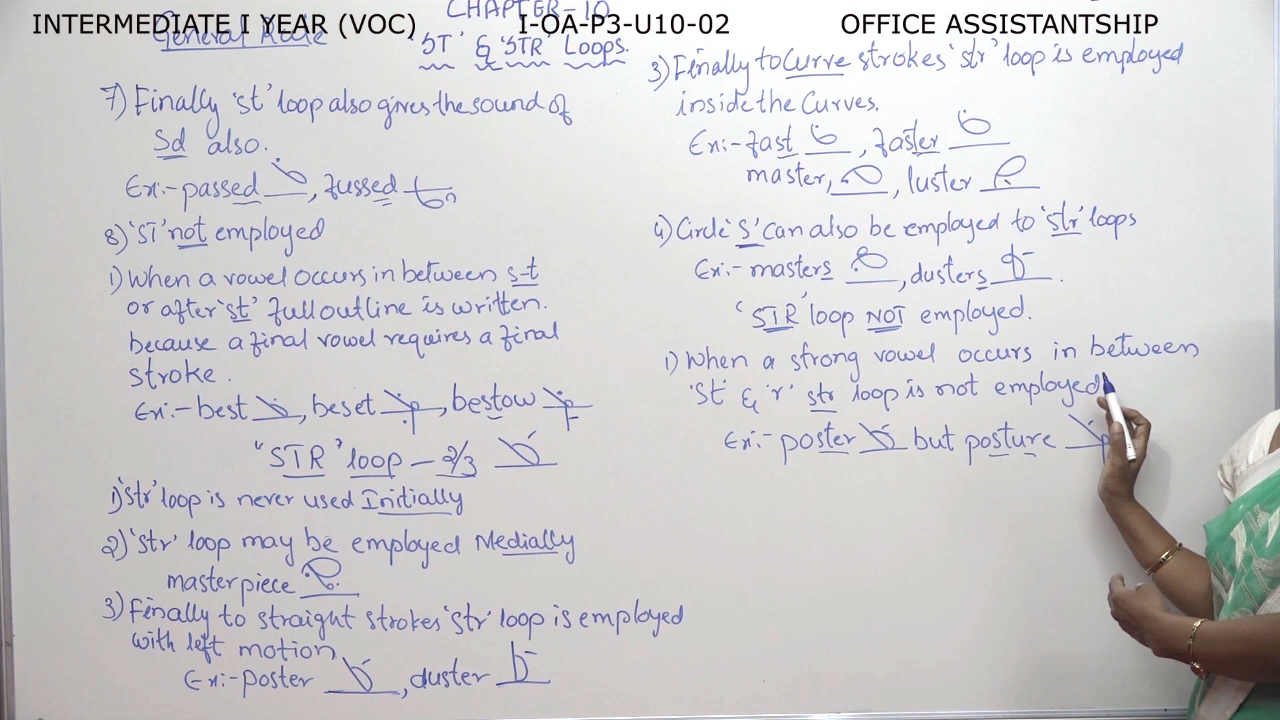 INTERMEDIATE I YEAR (VOC) I-OA-P3-U10-02 OFFICE ASSISTANTSHIP
CHAPTER-10
General Rule
'ST' & 'STR' Loops.
7) Finally 'st' loop also gives the sound of
Sd also.
Ex:- passed , fussed
8) 'ST' not employed
1) When a vowel occurs in between s-t
or after 'st' full outline is written.
because a final vowel requires a final
stroke.
Ex:- best , beset , bestow
"STR" loop - 2/3
1) 'str' loop is never used Initially
2) 'str' loop may be employed Medially
masterpiece
3) Finally to straight strokes 'str' loop is employed
with left motion
Ex:- poster , duster
3) Finally to curve strokes 'str' loop is employed
inside the Curves.
Ex:- fast , faster
master, , luster
4) Circle 'S' can also be employed to 'str' loops
Ex:- masters , dusters .
'STR' loop NOT employed.
1) When a strong vowel occurs in between
'St' & 'r' str loop is not employed
Ex:- poster but posture